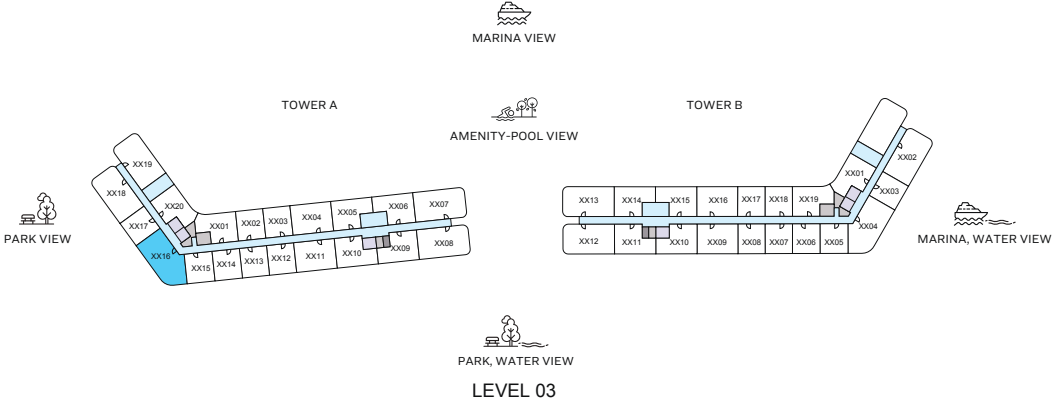 MARINA VIEW
TOWER A
TOWER B
AMENITY-POOL VIEW
XX19
XX18
XX20
XX17
XX16
XX01
XX02
XX03
XX04
XX05
XX06
XX07
XX15
XX14
XX13
XX12
XX11
XX10
XX09
XX08
XX13
XX14
XX15
XX16
XX17
XX18
XX19
XX01
XX02
XX03
XX04
XX12
XX11
XX10
XX09
XX08
XX07
XX06
XX05
PARK VIEW
MARINA, WATER VIEW
PARK, WATER VIEW
LEVEL 03